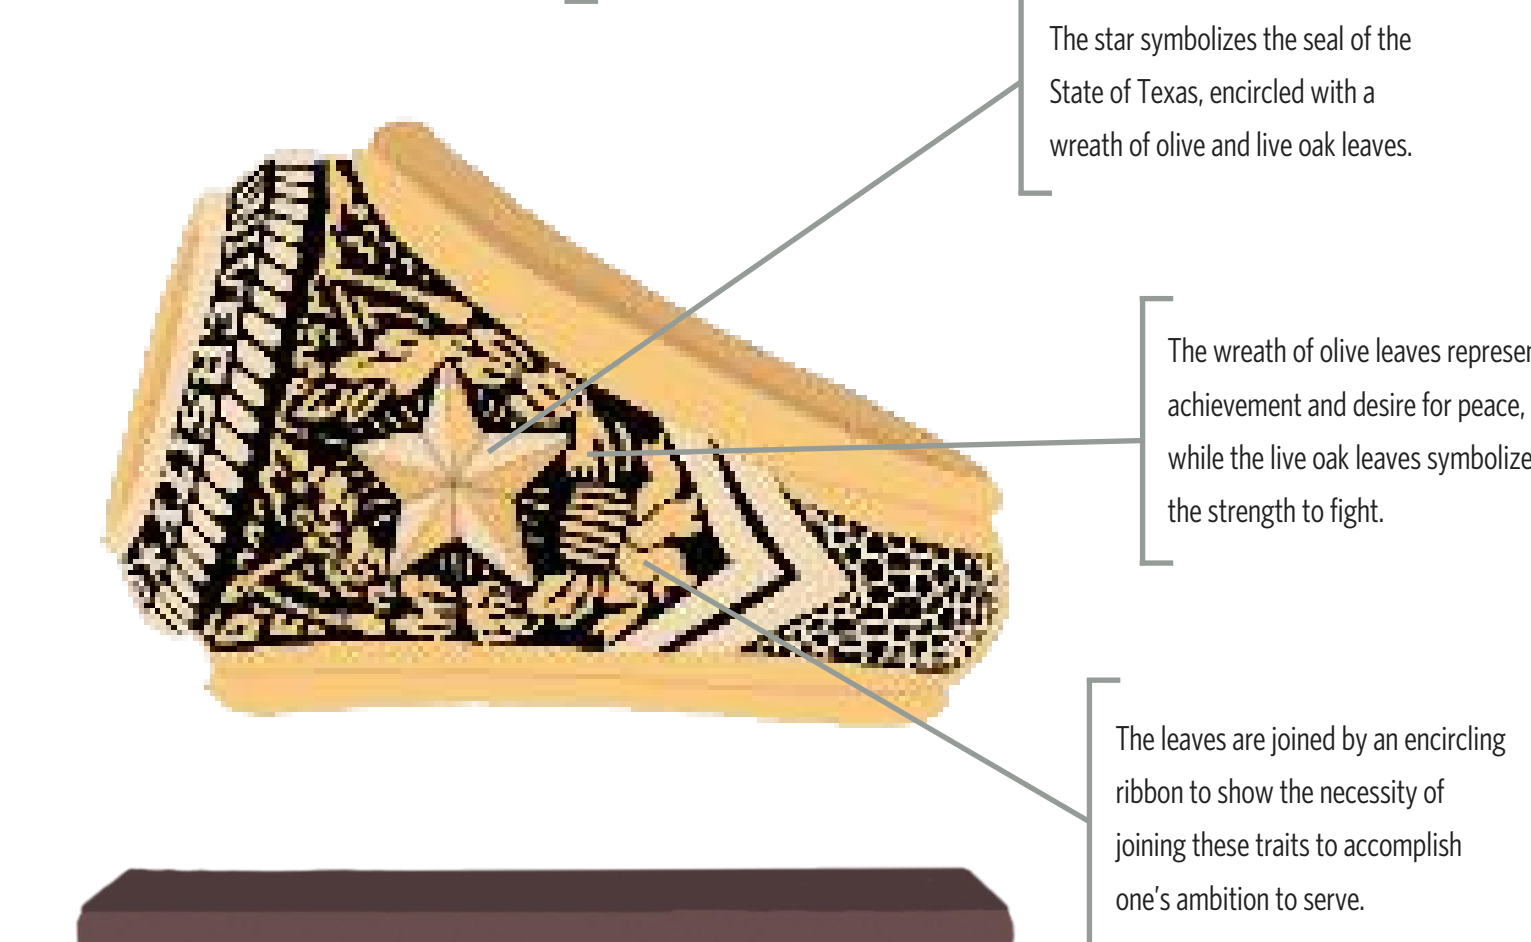 The star symbolizes the seal of the
State of Texas, encircled with a
wreath of olive and live oak leaves.
The wreath of olive leaves
achievement and desire for peace,
while the live oak leaves symbolize
the strength to fight.
The leaves are joined by an encircling
ribbon to show the necessity of
joining these traits to accomplish
one's ambition to serve.